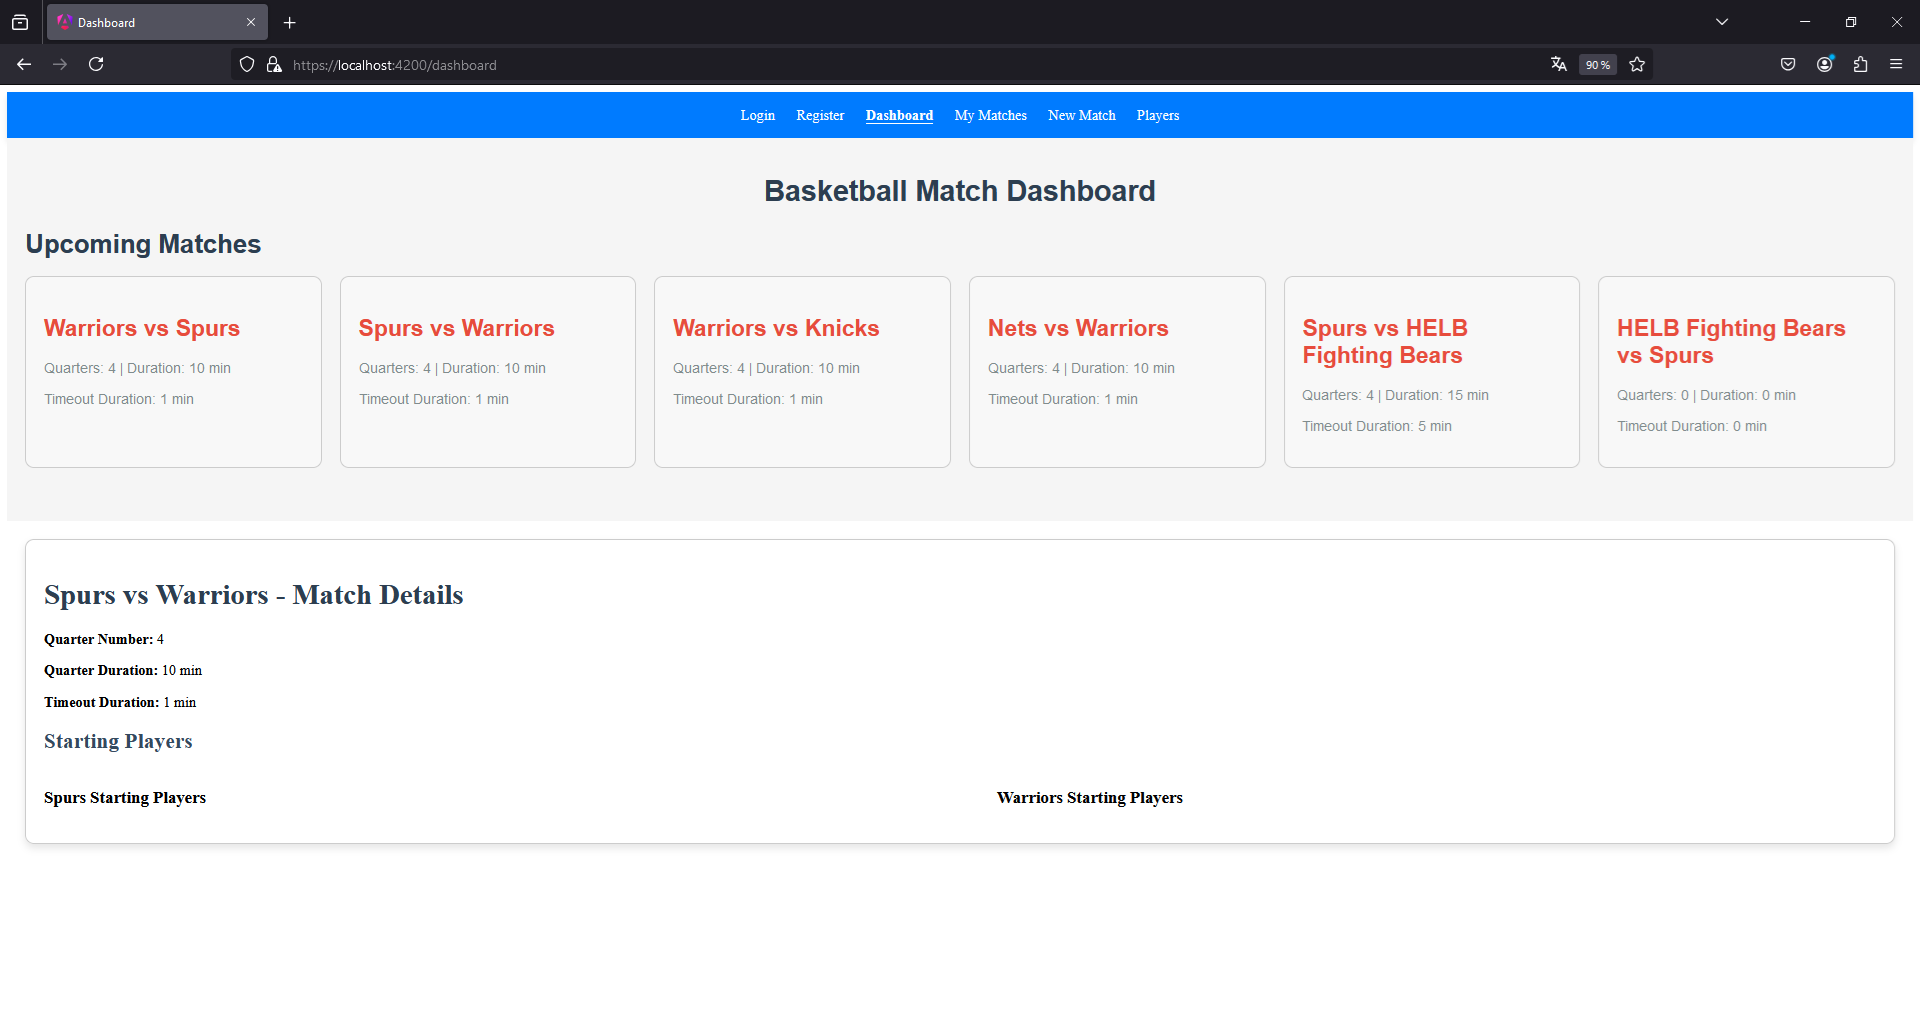 Dashboard
https://localhost:4200/dashboard
90 %
Login Register Dashboard My Matches New Match Players
Basketball Match Dashboard
Upcoming Matches
Warriors vs Spurs
Quarters: 4 | Duration: 10 min
Timeout Duration: 1 min
Spurs vs Warriors
Quarters: 4 | Duration: 10 min
Timeout Duration: 1 min
Warriors vs Knicks
Quarters: 4 | Duration: 10 min
Timeout Duration: 1 min
Nets vs Warriors
Quarters: 4 | Duration: 10 min
Timeout Duration: 1 min
Spurs vs HELB
Fighting Bears
Quarters: 4 | Duration: 15 min
Timeout Duration: 5 min
HELB Fighting Bears
vs Spurs
Quarters: 0 | Duration: 0 min
Timeout Duration: 0 min
Spurs vs Warriors - Match Details
Quarter Number: 4
Quarter Duration: 10 min
Timeout Duration: 1 min
Starting Players
Spurs Starting Players
Warriors Starting Players